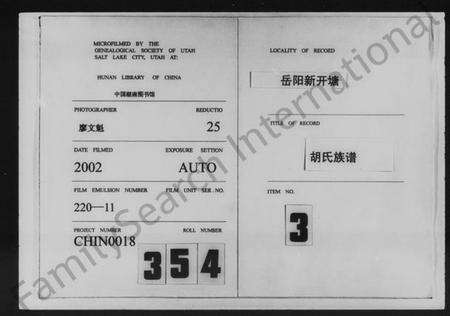 MICROFILMED BY THE
GENEALOGICAL SOCIETY OF UTAH
SALT LAKE CITY, UTAH AT:
HUNAN LIBRARY OF CHINA
中国湖南图书馆
PHOTOGRAPHER REDUCTIO
廖文魁 25
DATE FILMED EXPOSURE SETTION
2002 AUTO
FILM EMULSION NUMBER FILM UNIT SER. NO.
220—11
PROJECT NUMBER ROLL NUMBER
CHIN0018 354
LOCALITY OF RECORD
岳阳新开塘
TITLE OF RECORD
胡氏族谱
ITEM NO.
3
FamilySearch International